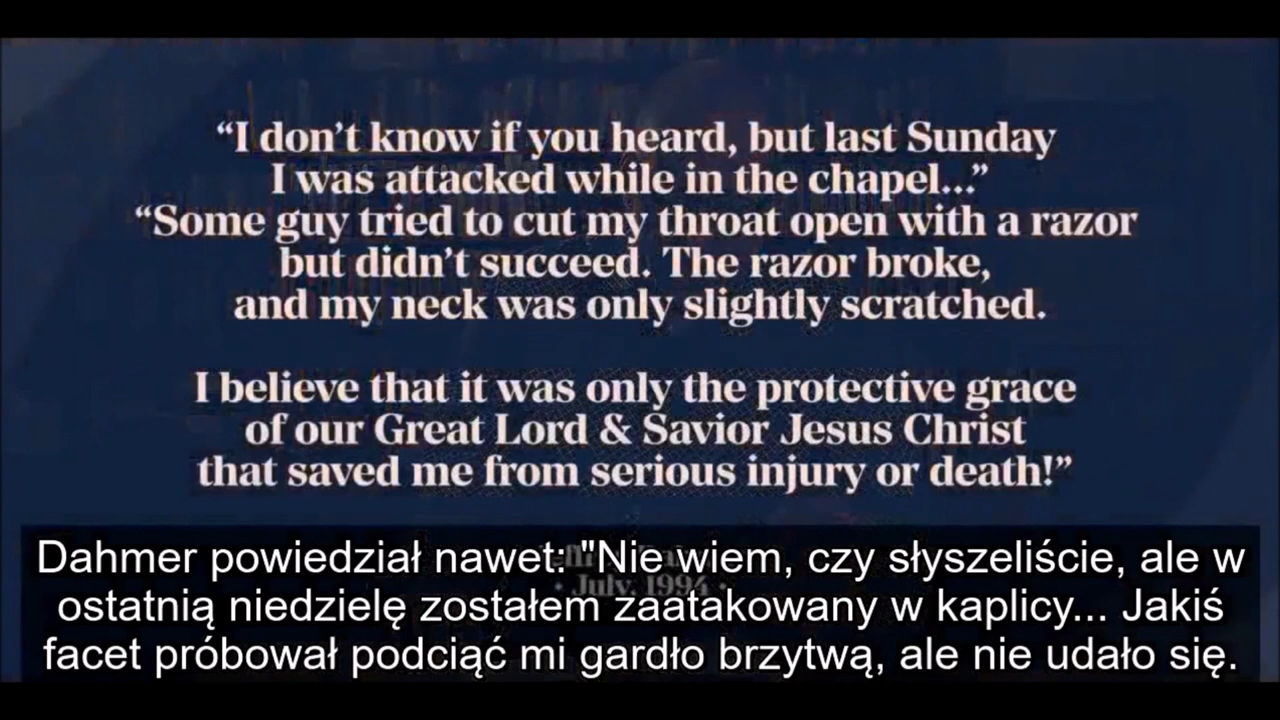 “I don’t know if you heard, but last Sunday
I was attacked while in the chapel...”
“Some guy tried to cut my throat open with a razor
but didn’t succeed. The razor broke,
and my neck was only slightly scratched.
I believe that it was only the protective grace
of our Great Lord & Savior Jesus Christ
that saved me from serious injury or death!”
• July, 1994 •
Dahmer powiedział nawet: "Nie wiem, czy słyszeliście, ale w
ostatnią niedzielę zostałem zaatakowany w kaplicy... Jakiś
facet próbował podciąć mi gardło brzytwą, ale nie udało się.